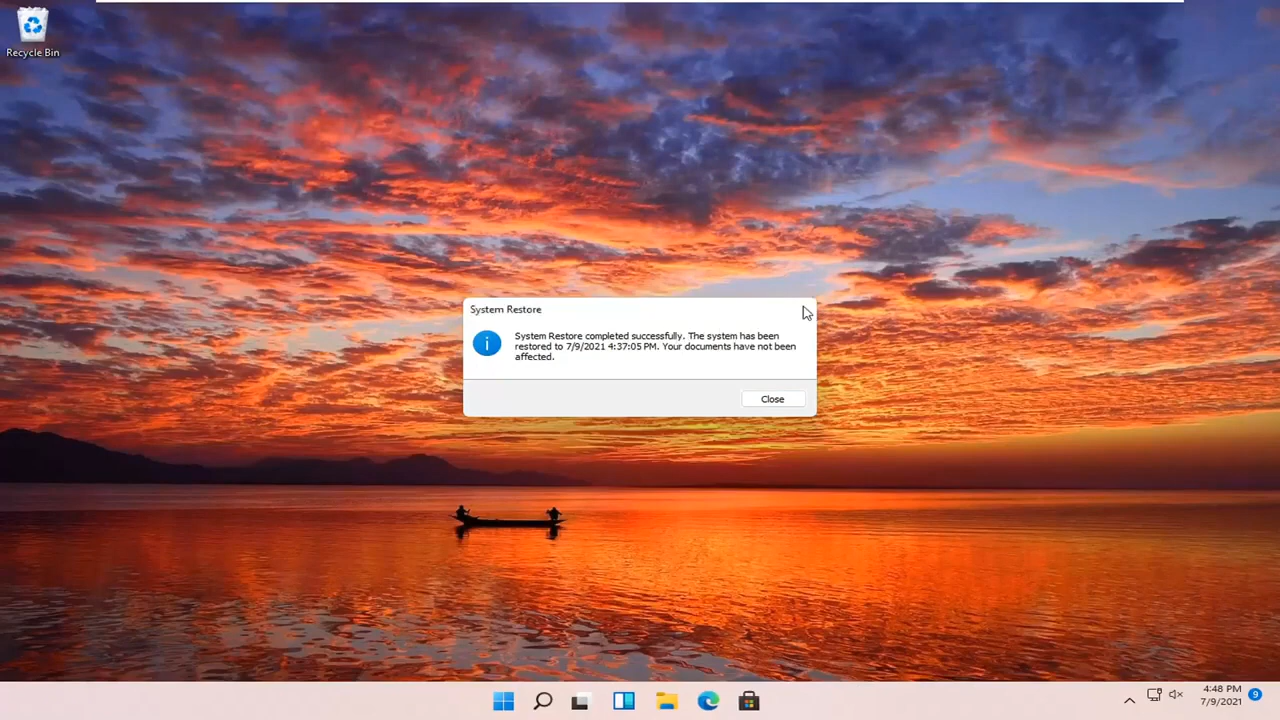 Recycle Bin
System Restore
System Restore completed successfully. The system has been
restored to 7/9/2021 4:37:05 PM. Your documents have not been
affected.
Close
4:48 PM
7/9/2021
9